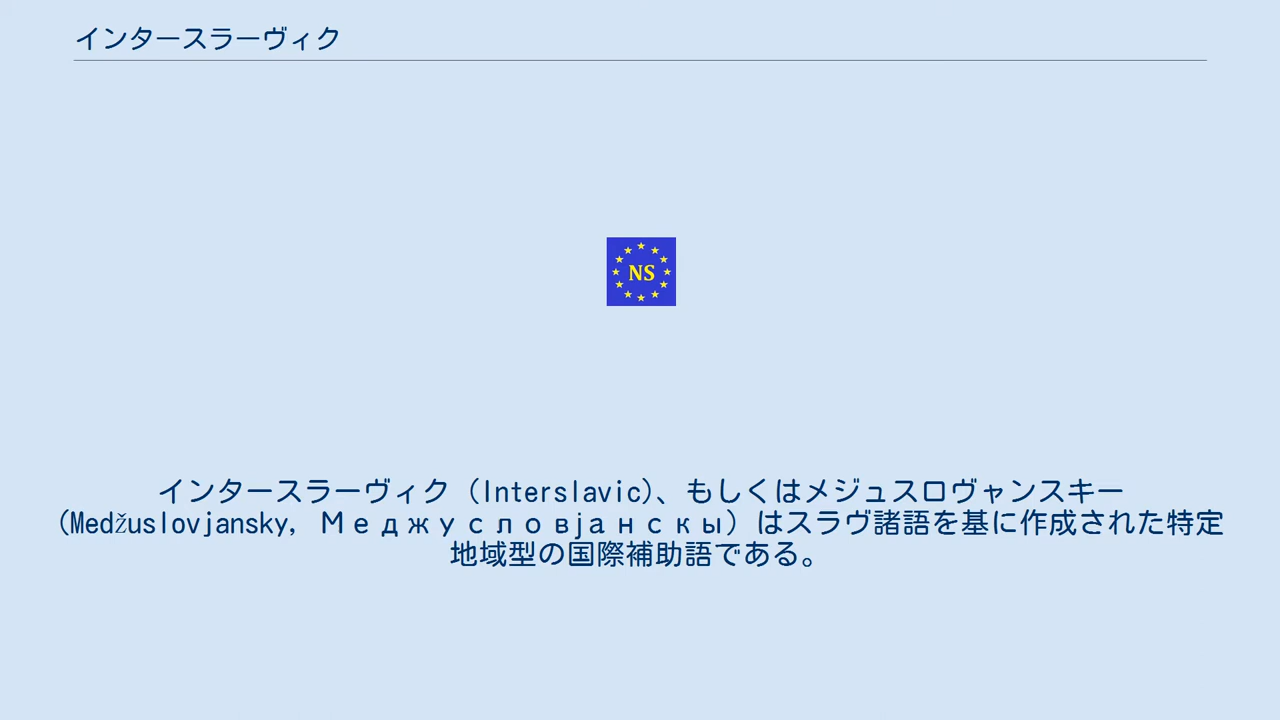 インタースラーヴィク
NS
インタースラーヴィク（Interslavic）、もしくはメジュスロヴャンスキー
（Medžuslovjansky, Меджусловјански）はスラヴ諸語を基に作成された特定
地域型の国際補助語である。